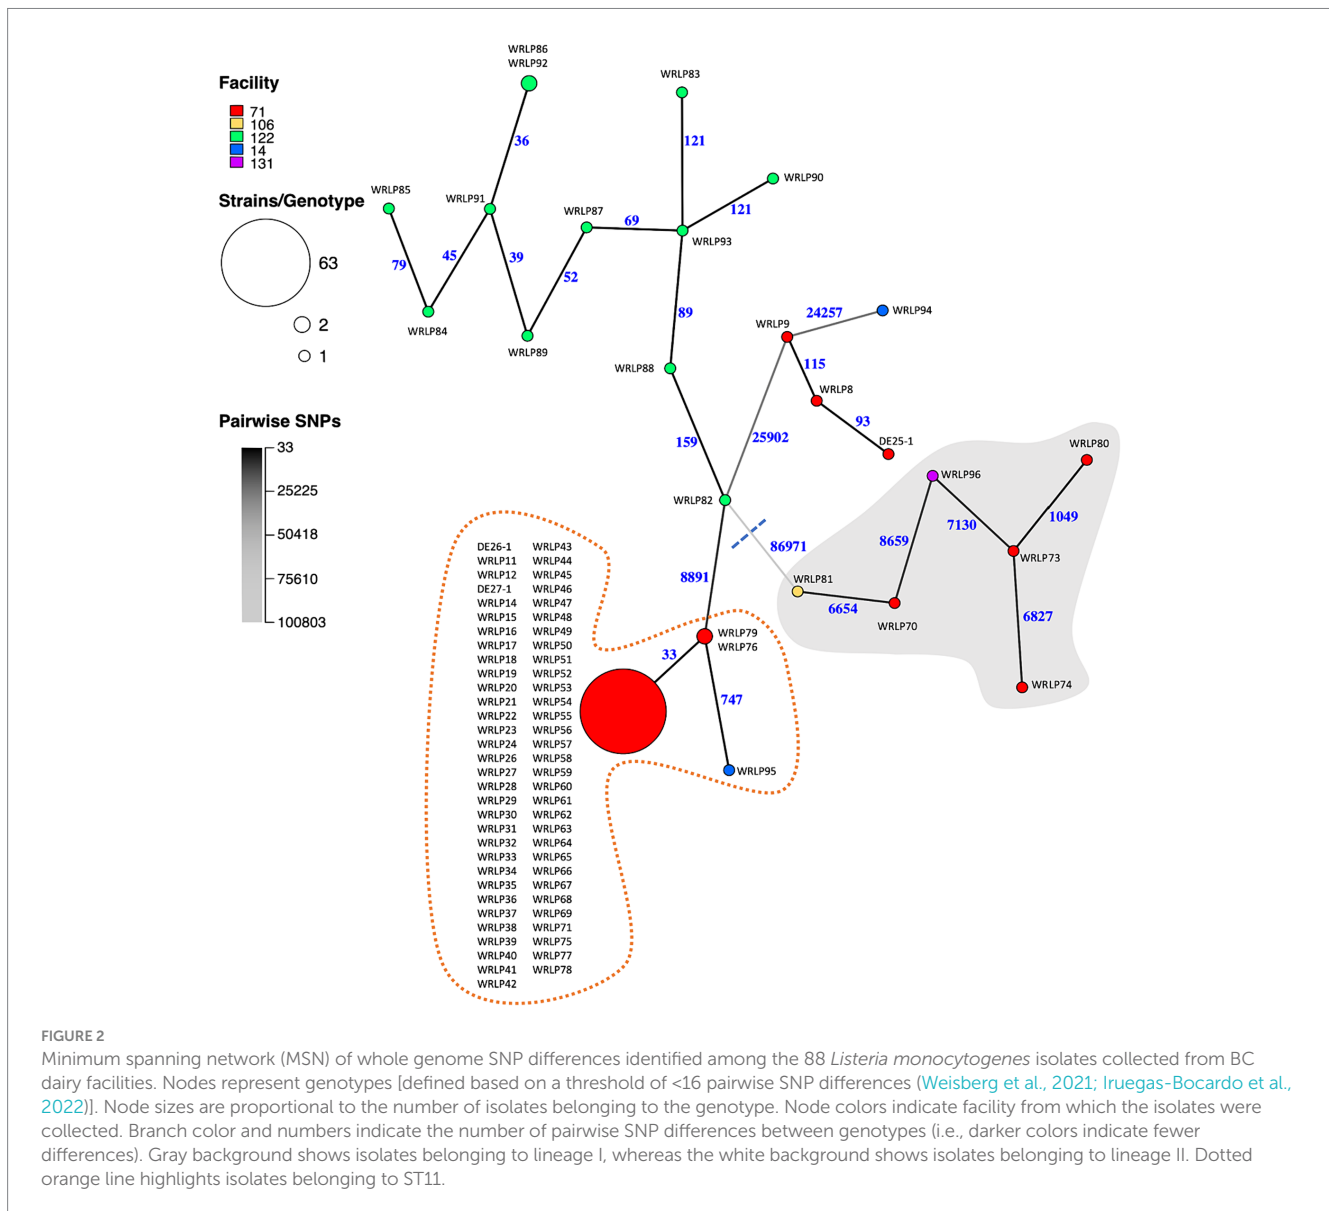 Facility
71
106
122
14
131
Strains/Genotype
63
2
1
Pairwise SNPs
33
25225
50418
75610
100803
WRLP86
WRLP92
WRLP83
36
121
WRLP85
WRLP91
WRLP87
WRLP90
121
69
WRLP93
79
45
39
52
WRLP84
WRLP89
89
WRLP88
24257
WRLP94
WRLP9
115
WRLP8
93
DE25-1
159
25902
WRLP82
86971
8891
WRLP80
WRLP96
1049
7130
8659
WRLP73
WRLP81
6654
WRLP70
6827
WRLP74
WRLP79
WRLP76
33
747
WRLP95
DE26-1 WRLP43
WRLP11 WRLP44
WRLP12 WRLP45
DE27-1 WRLP46
WRLP14 WRLP47
WRLP15 WRLP48
WRLP16 WRLP49
WRLP17 WRLP50
WRLP18 WRLP51
WRLP19 WRLP52
WRLP20 WRLP53
WRLP21 WRLP54
WRLP22 WRLP55
WRLP23 WRLP56
WRLP24 WRLP57
WRLP26 WRLP58
WRLP27 WRLP59
WRLP28 WRLP60
WRLP29 WRLP61
WRLP30 WRLP62
WRLP31 WRLP63
WRLP32 WRLP64
WRLP33 WRLP65
WRLP34 WRLP66
WRLP35 WRLP67
WRLP36 WRLP68
WRLP37 WRLP69
WRLP38 WRLP71
WRLP39 WRLP75
WRLP40 WRLP77
WRLP41 WRLP78
WRLP42
FIGURE 2
Minimum spanning network (MSN) of whole genome SNP differences identified among the 88 Listeria monocytogenes isolates collected from BC
dairy facilities. Nodes represent genotypes [defined based on a threshold of <16 pairwise SNP differences (Weisberg et al., 2021; Iruegas-Bocardo et al.,
2022)]. Node sizes are proportional to the number of isolates belonging to the genotype. Node colors indicate facility from which the isolates were
collected. Branch color and numbers indicate the number of pairwise SNP differences between genotypes (i.e., darker colors indicate fewer
differences). Gray background shows isolates belonging to lineage I, whereas the white background shows isolates belonging to lineage II. Dotted
orange line highlights isolates belonging to ST11.